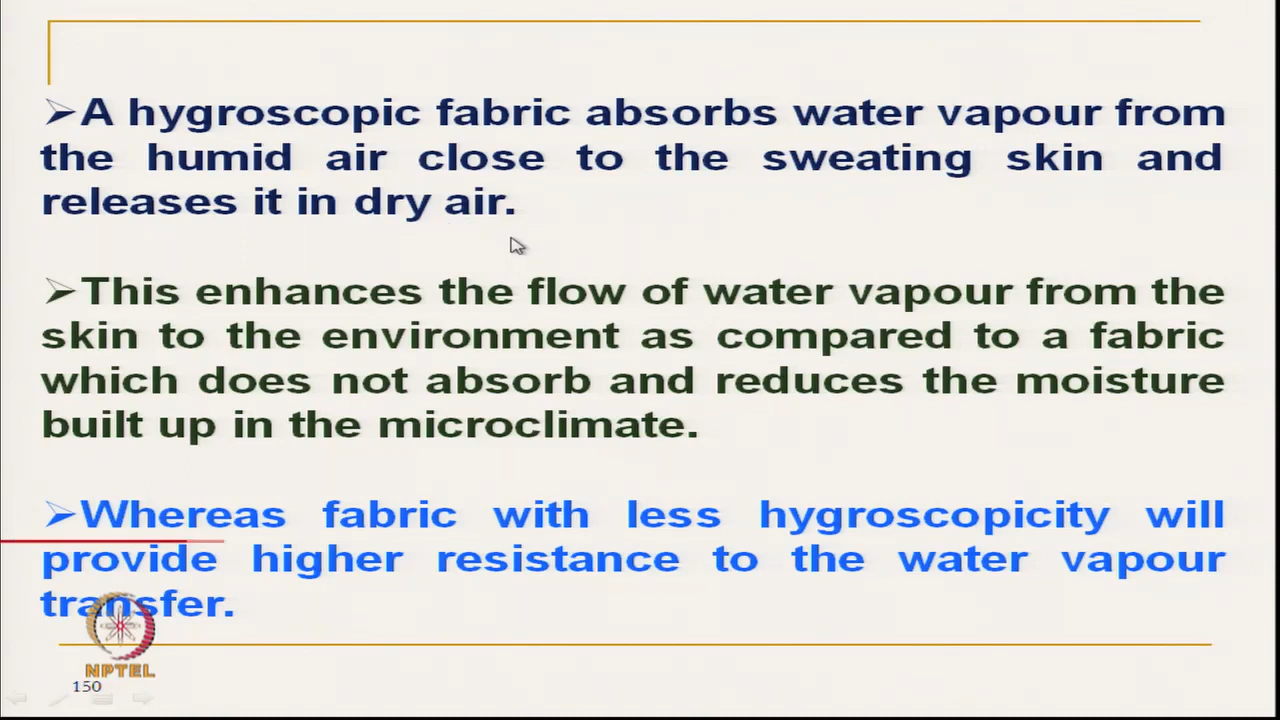 ➢A hygroscopic fabric absorbs water vapour from
the humid air close to the sweating skin and
releases it in dry air.
➢This enhances the flow of water vapour from the
skin to the environment as compared to a fabric
which does not absorb and reduces the moisture
built up in the microclimate.
➢Whereas fabric with less hygroscopicity will
provide higher resistance to the water vapour
transfer.
NPTEL
150